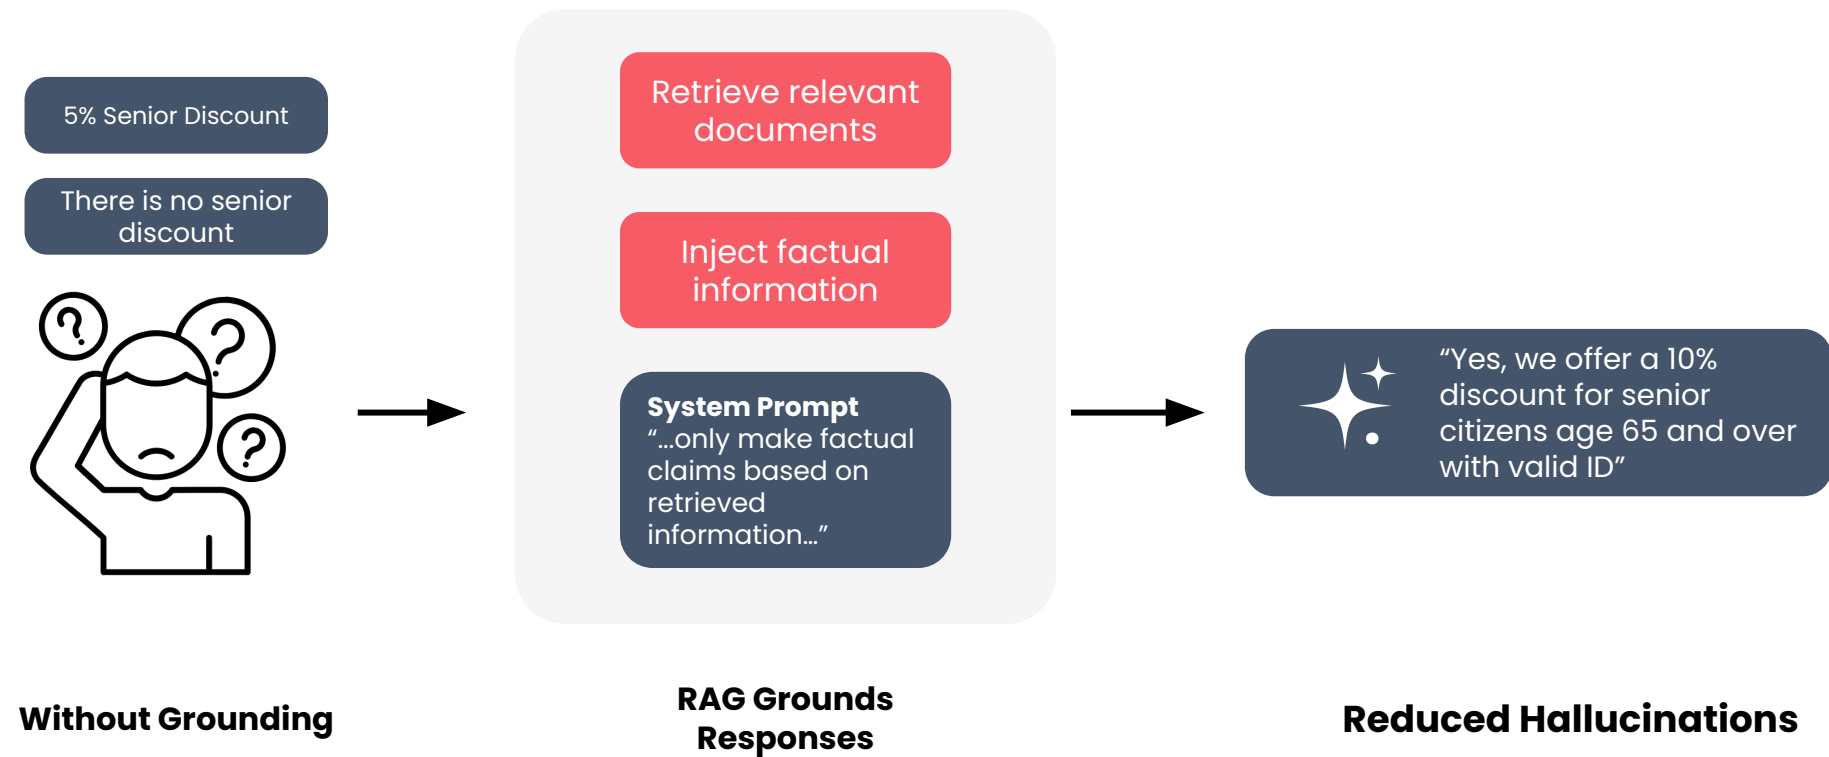 5% Senior Discount
There is no senior
discount
?
?
?
Retrieve relevant
documents
Inject factual
information
System Prompt
“...only make factual
claims based on
retrieved
information...”
“Yes, we offer a 10%
discount for senior
citizens age 65 and over
with valid ID”
Without Grounding
RAG Grounds
Responses
Reduced Hallucinations